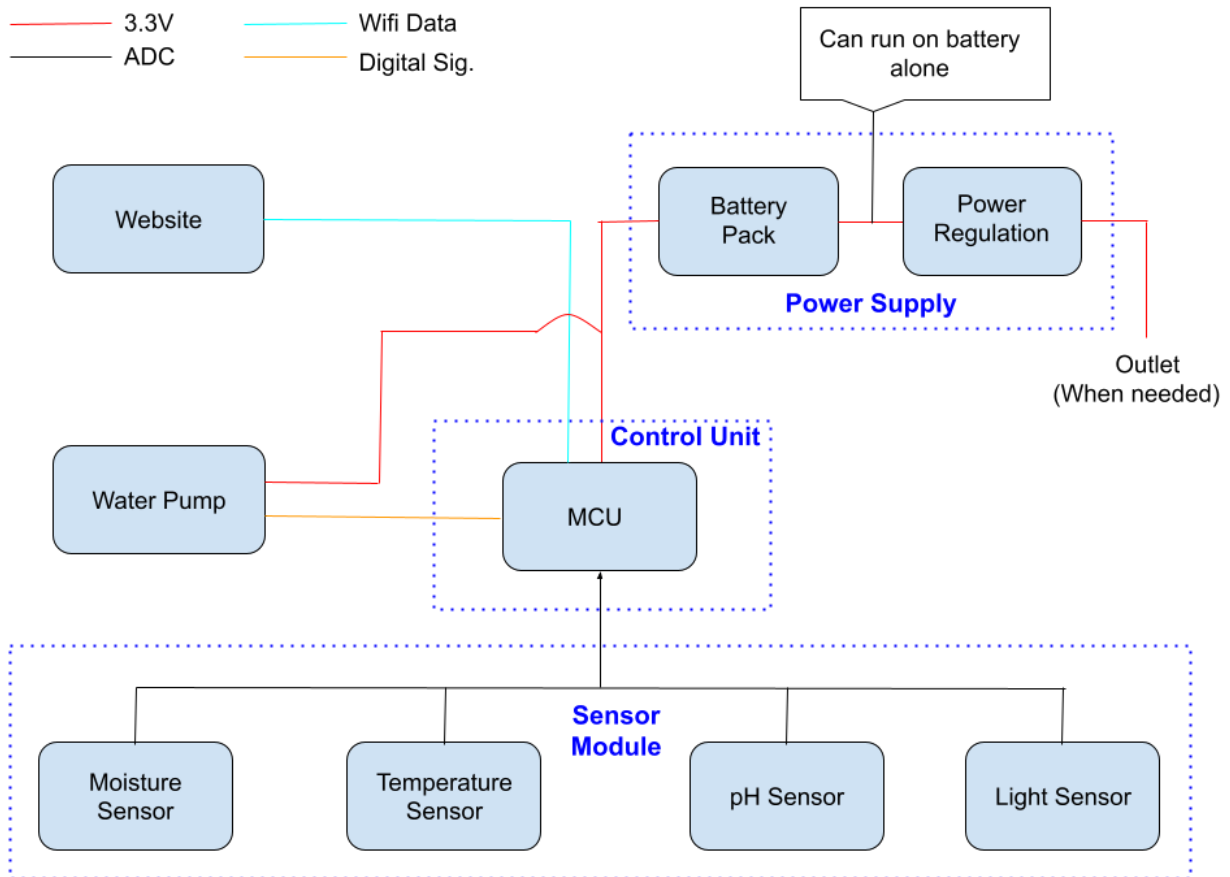 3.3V
Wifi Data
ADC
Digital Sig.
Can run on battery
alone
Website
Battery
Pack
Power
Regulation
Power Supply
Outlet
(When needed)
Control Unit
Water Pump
MCU
Sensor
Module
Moisture
Sensor
Temperature
Sensor
pH Sensor
Light Sensor